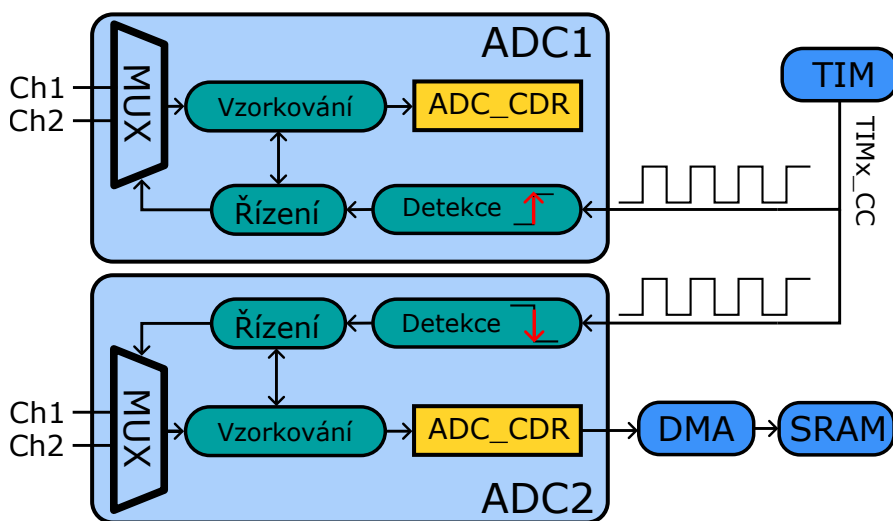 ADC1
Ch1
Ch2
MUX
Vzorkování
ADC_CDR
Řízení
Detekce
TIM
TIMx_CC
Řízení
Detekce
Ch1
Ch2
MUX
Vzorkování
ADC_CDR
DMA
SRAM
ADC2